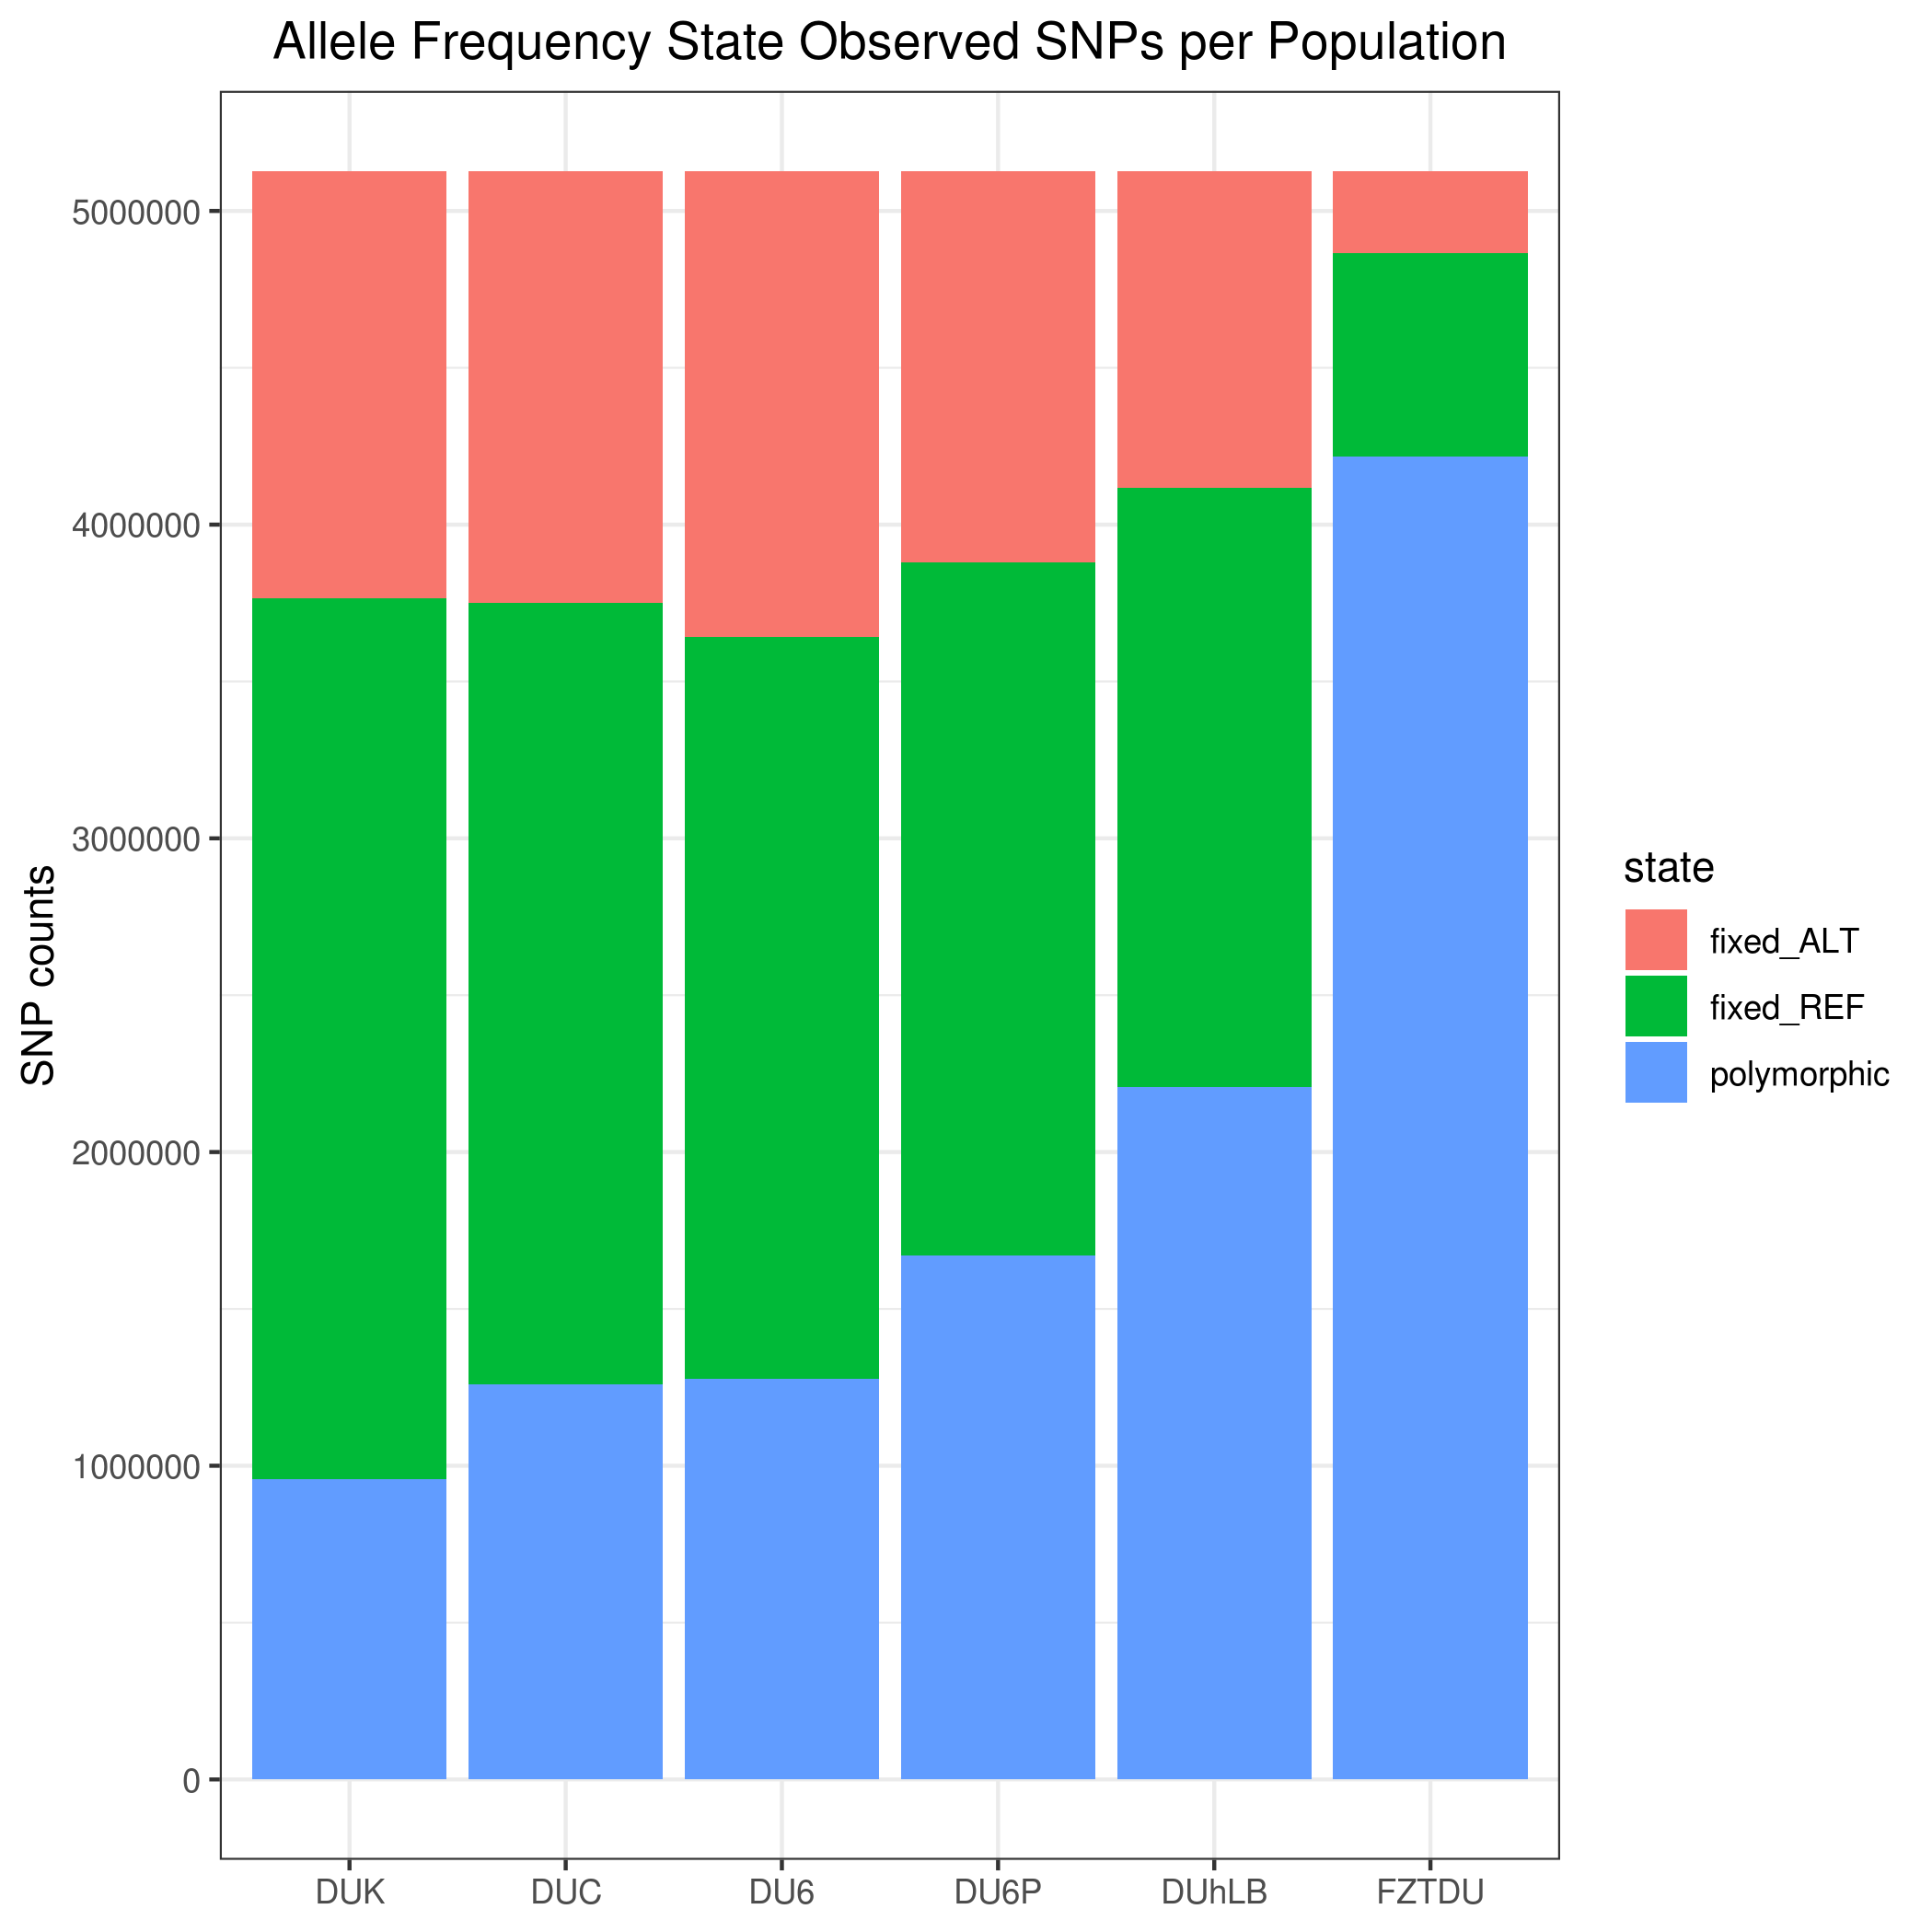 Allele Frequency State Observed SNPs per Population
SNP counts
5000000
4000000
3000000
2000000
1000000
0
DUK
DUC
DU6
DU6P
DUhLB
FZTDU
state
fixed_ALT
fixed_REF
polymorphic